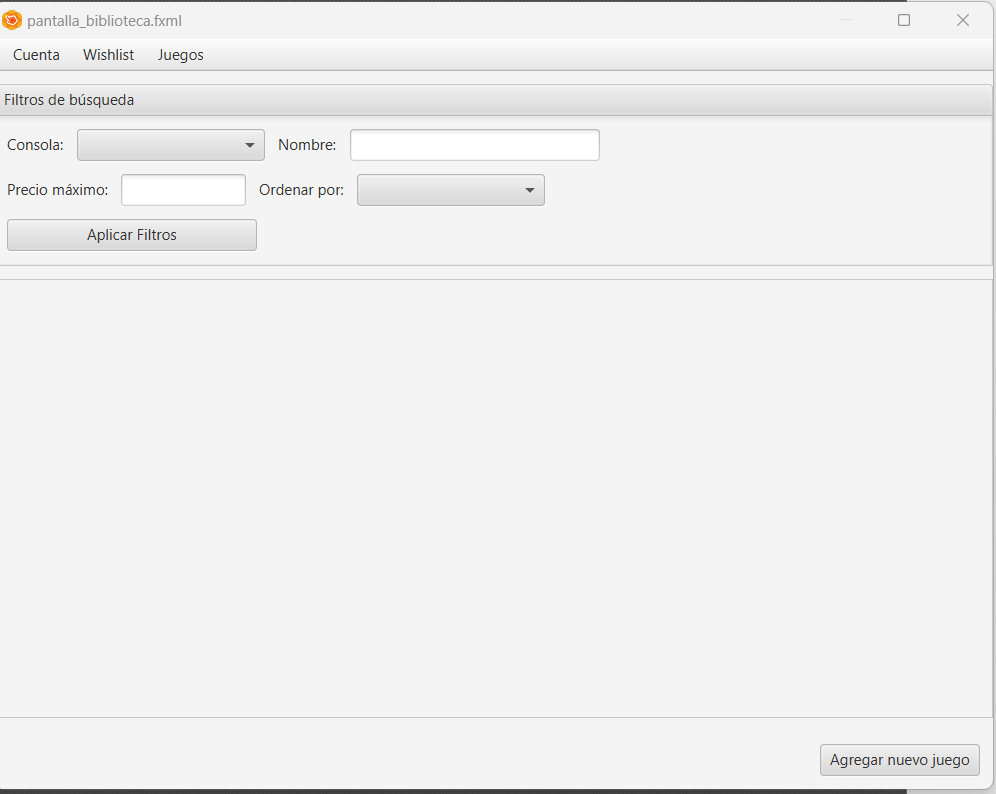 pantalla_biblioteca.fxml
Cuenta Wishlist Juegos
Filtros de búsqueda
Consola: Nombre:
Precio máximo: Ordenar por:
Aplicar Filtros
Agregar nuevo juego